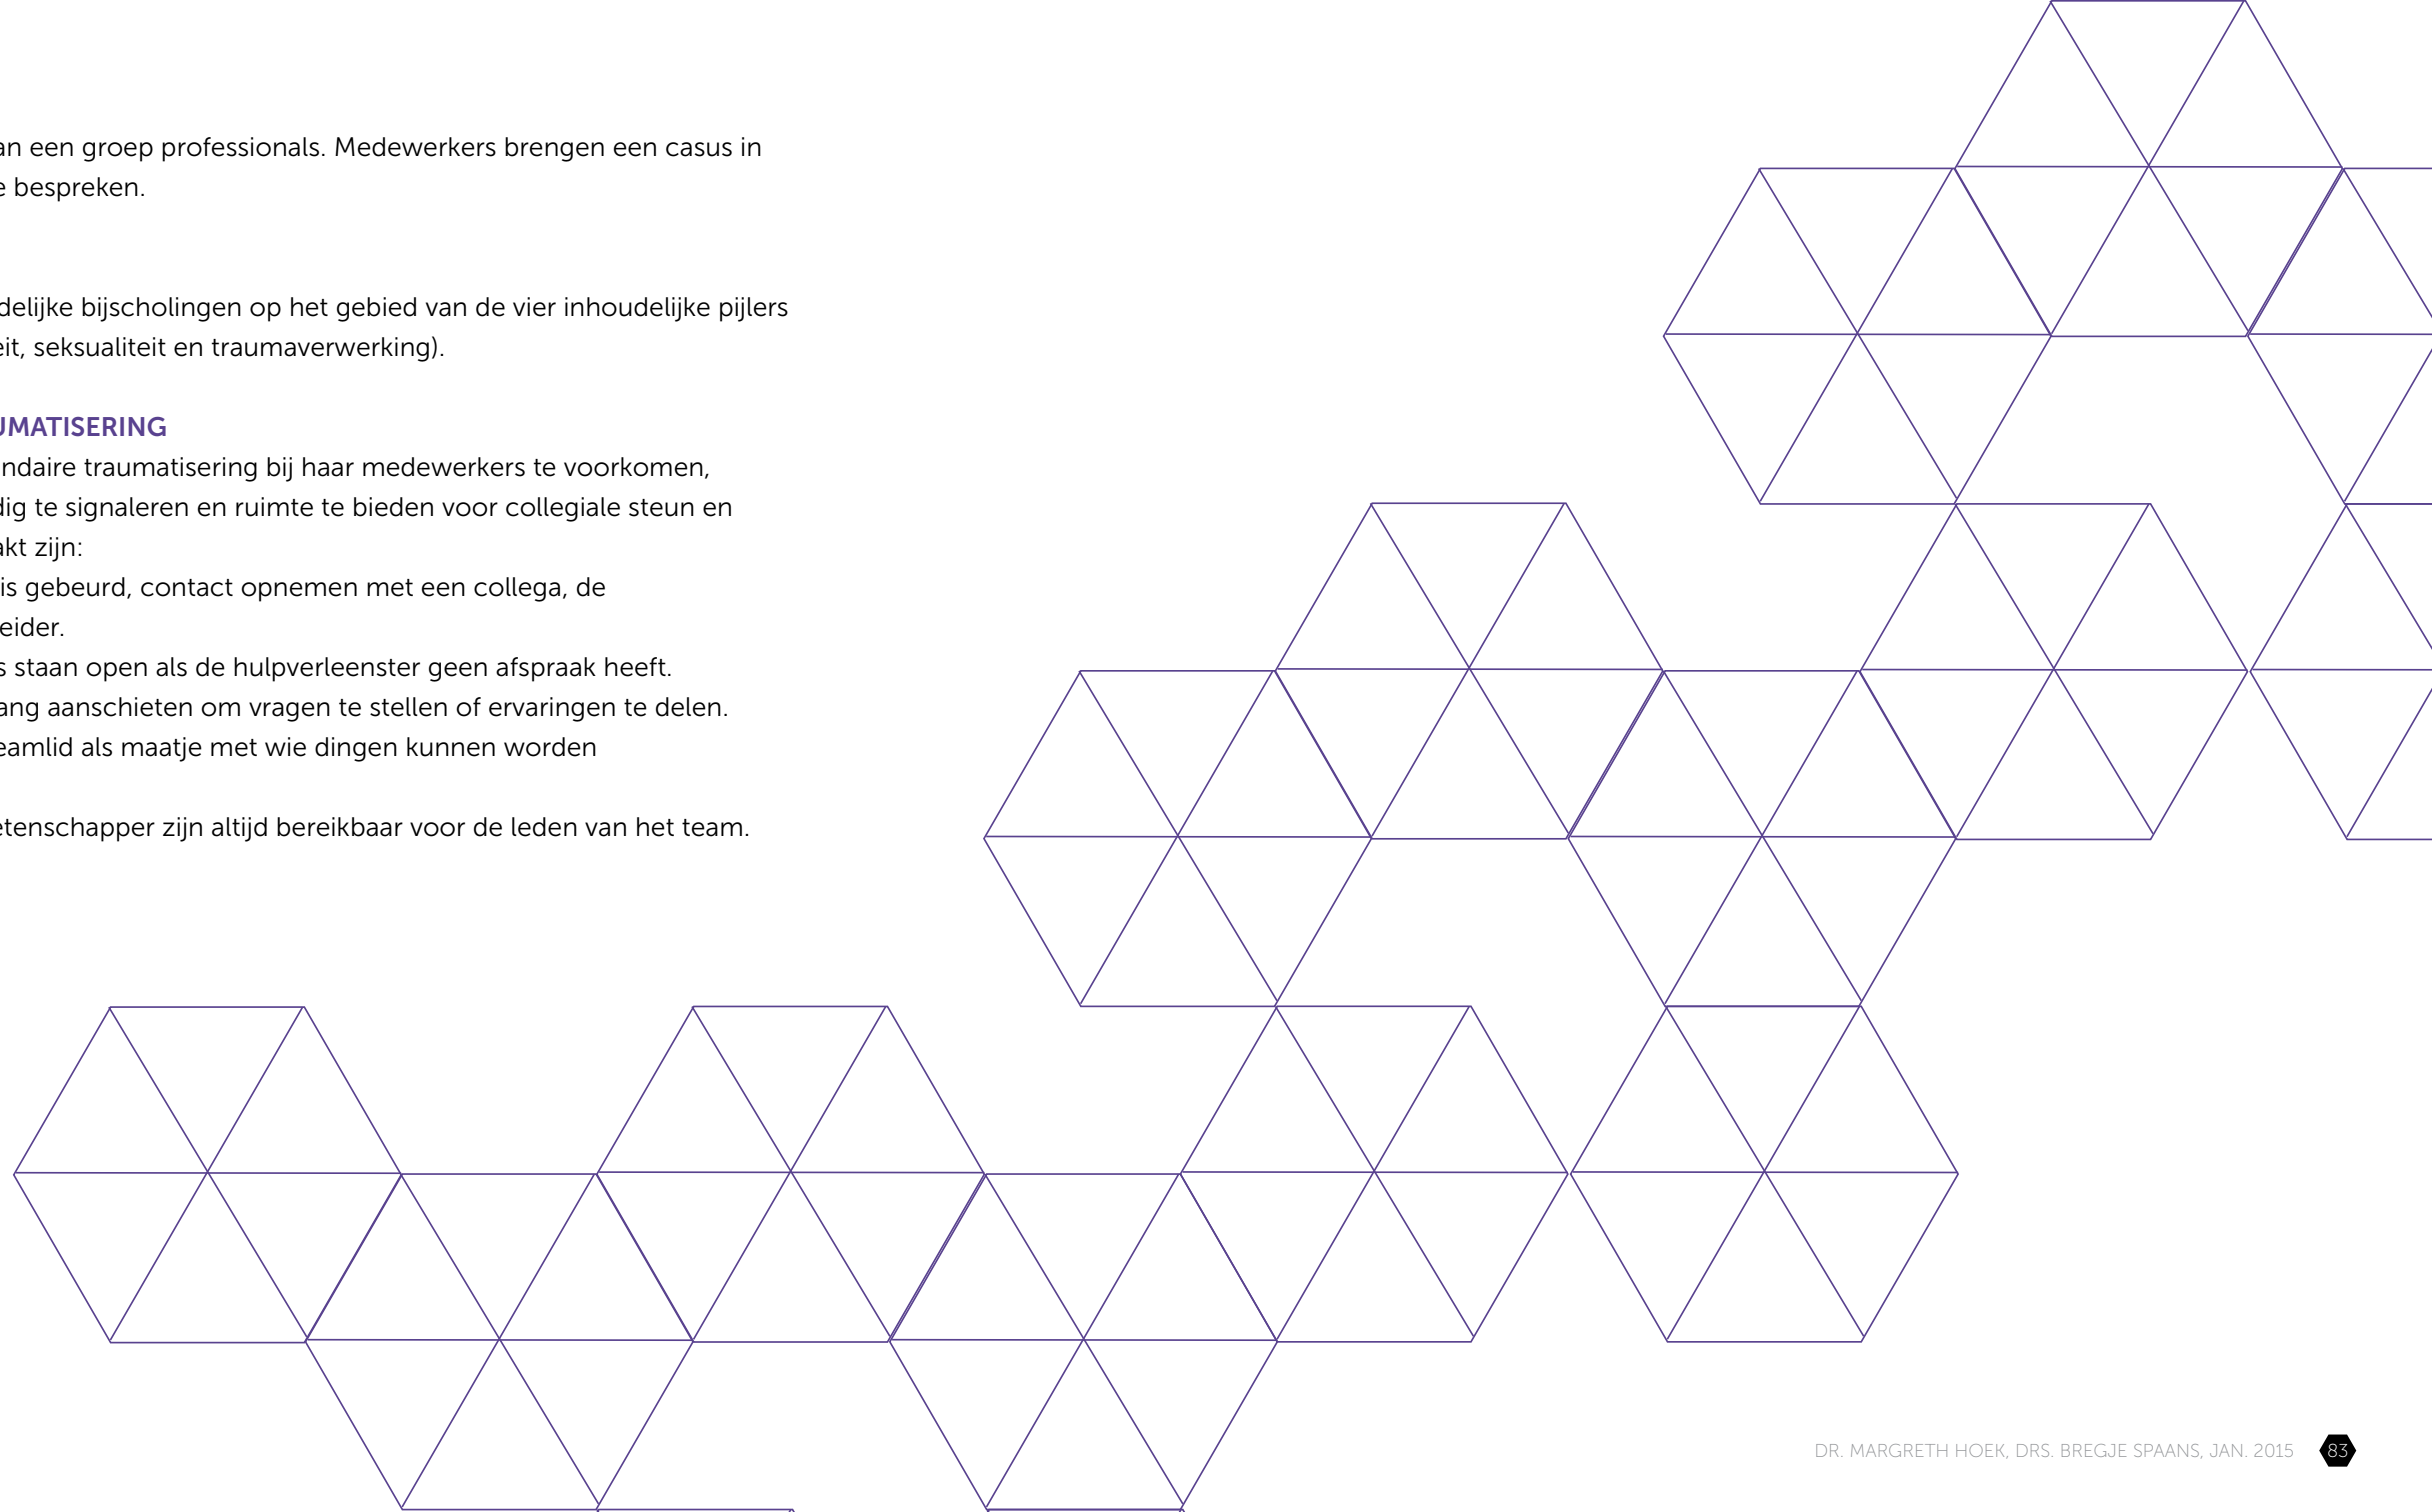 an een groep professionals. Medewerkers brengen een casus in
e bespreken.
delijke bijscholingen op het gebied van de vier inhoudelijke pijlers
eit, seksualiteit en traumaverwerking).
UMATISERING
ndaire traumatisering bij haar medewerkers te voorkomen,
dig te signaleren en ruimte te bieden voor collegiale steun en
akt zijn:
is gebeurd, contact opnemen met een collega, de
eider.
s staan open als de hulpverleenster geen afspraak heeft.
ang aanschieten om vragen te stellen of ervaringen te delen.
eamlid als maatje met wie dingen kunnen worden
etenschapper zijn altijd bereikbaar voor de leden van het team.
DR. MARGRETH HOEK, DRS. BREGJE SPAANS, JAN. 2015 83